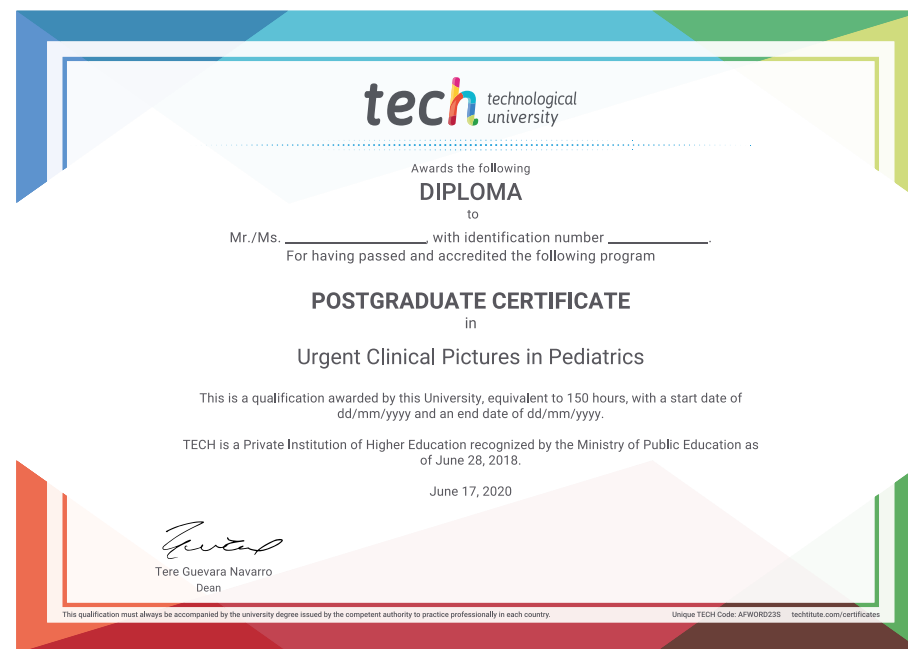 tech technological
university
Awards the following
DIPLOMA
to
Mr./Ms. ____________________, with identification number ______________.
For having passed and accredited the following program
POSTGRADUATE CERTIFICATE
in
Urgent Clinical Pictures in Pediatrics
This is a qualification awarded by this University, equivalent to 150 hours, with a start date of
dd/mm/yyyy and an end date of dd/mm/yyyy.
TECH is a Private Institution of Higher Education recognized by the Ministry of Public Education as
of June 28, 2018.
June 17, 2020
Tere Guevara Navarro
Dean
This qualification must always be accompanied by the university degree issued by the competent authority to practice professionally in each country. Unique TECH Code: AFWORD23S techtitute.com/certificates